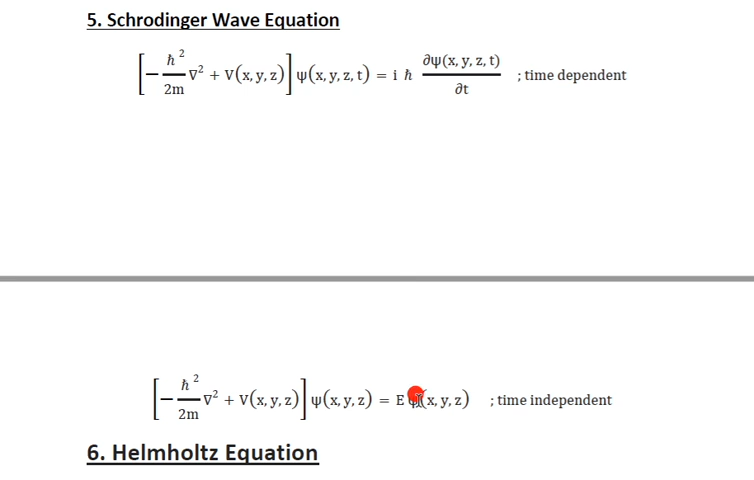 5. Schrodinger Wave Equation
[−ℏ²/2m ∇² + V(x, y, z)] ψ(x, y, z, t) = i ℏ ∂ψ(x, y, z, t)/∂t ; time dependent
[−ℏ²/2m ∇² + V(x, y, z)] ψ(x, y, z) = E ψ(x, y, z) ; time independent
6. Helmholtz Equation